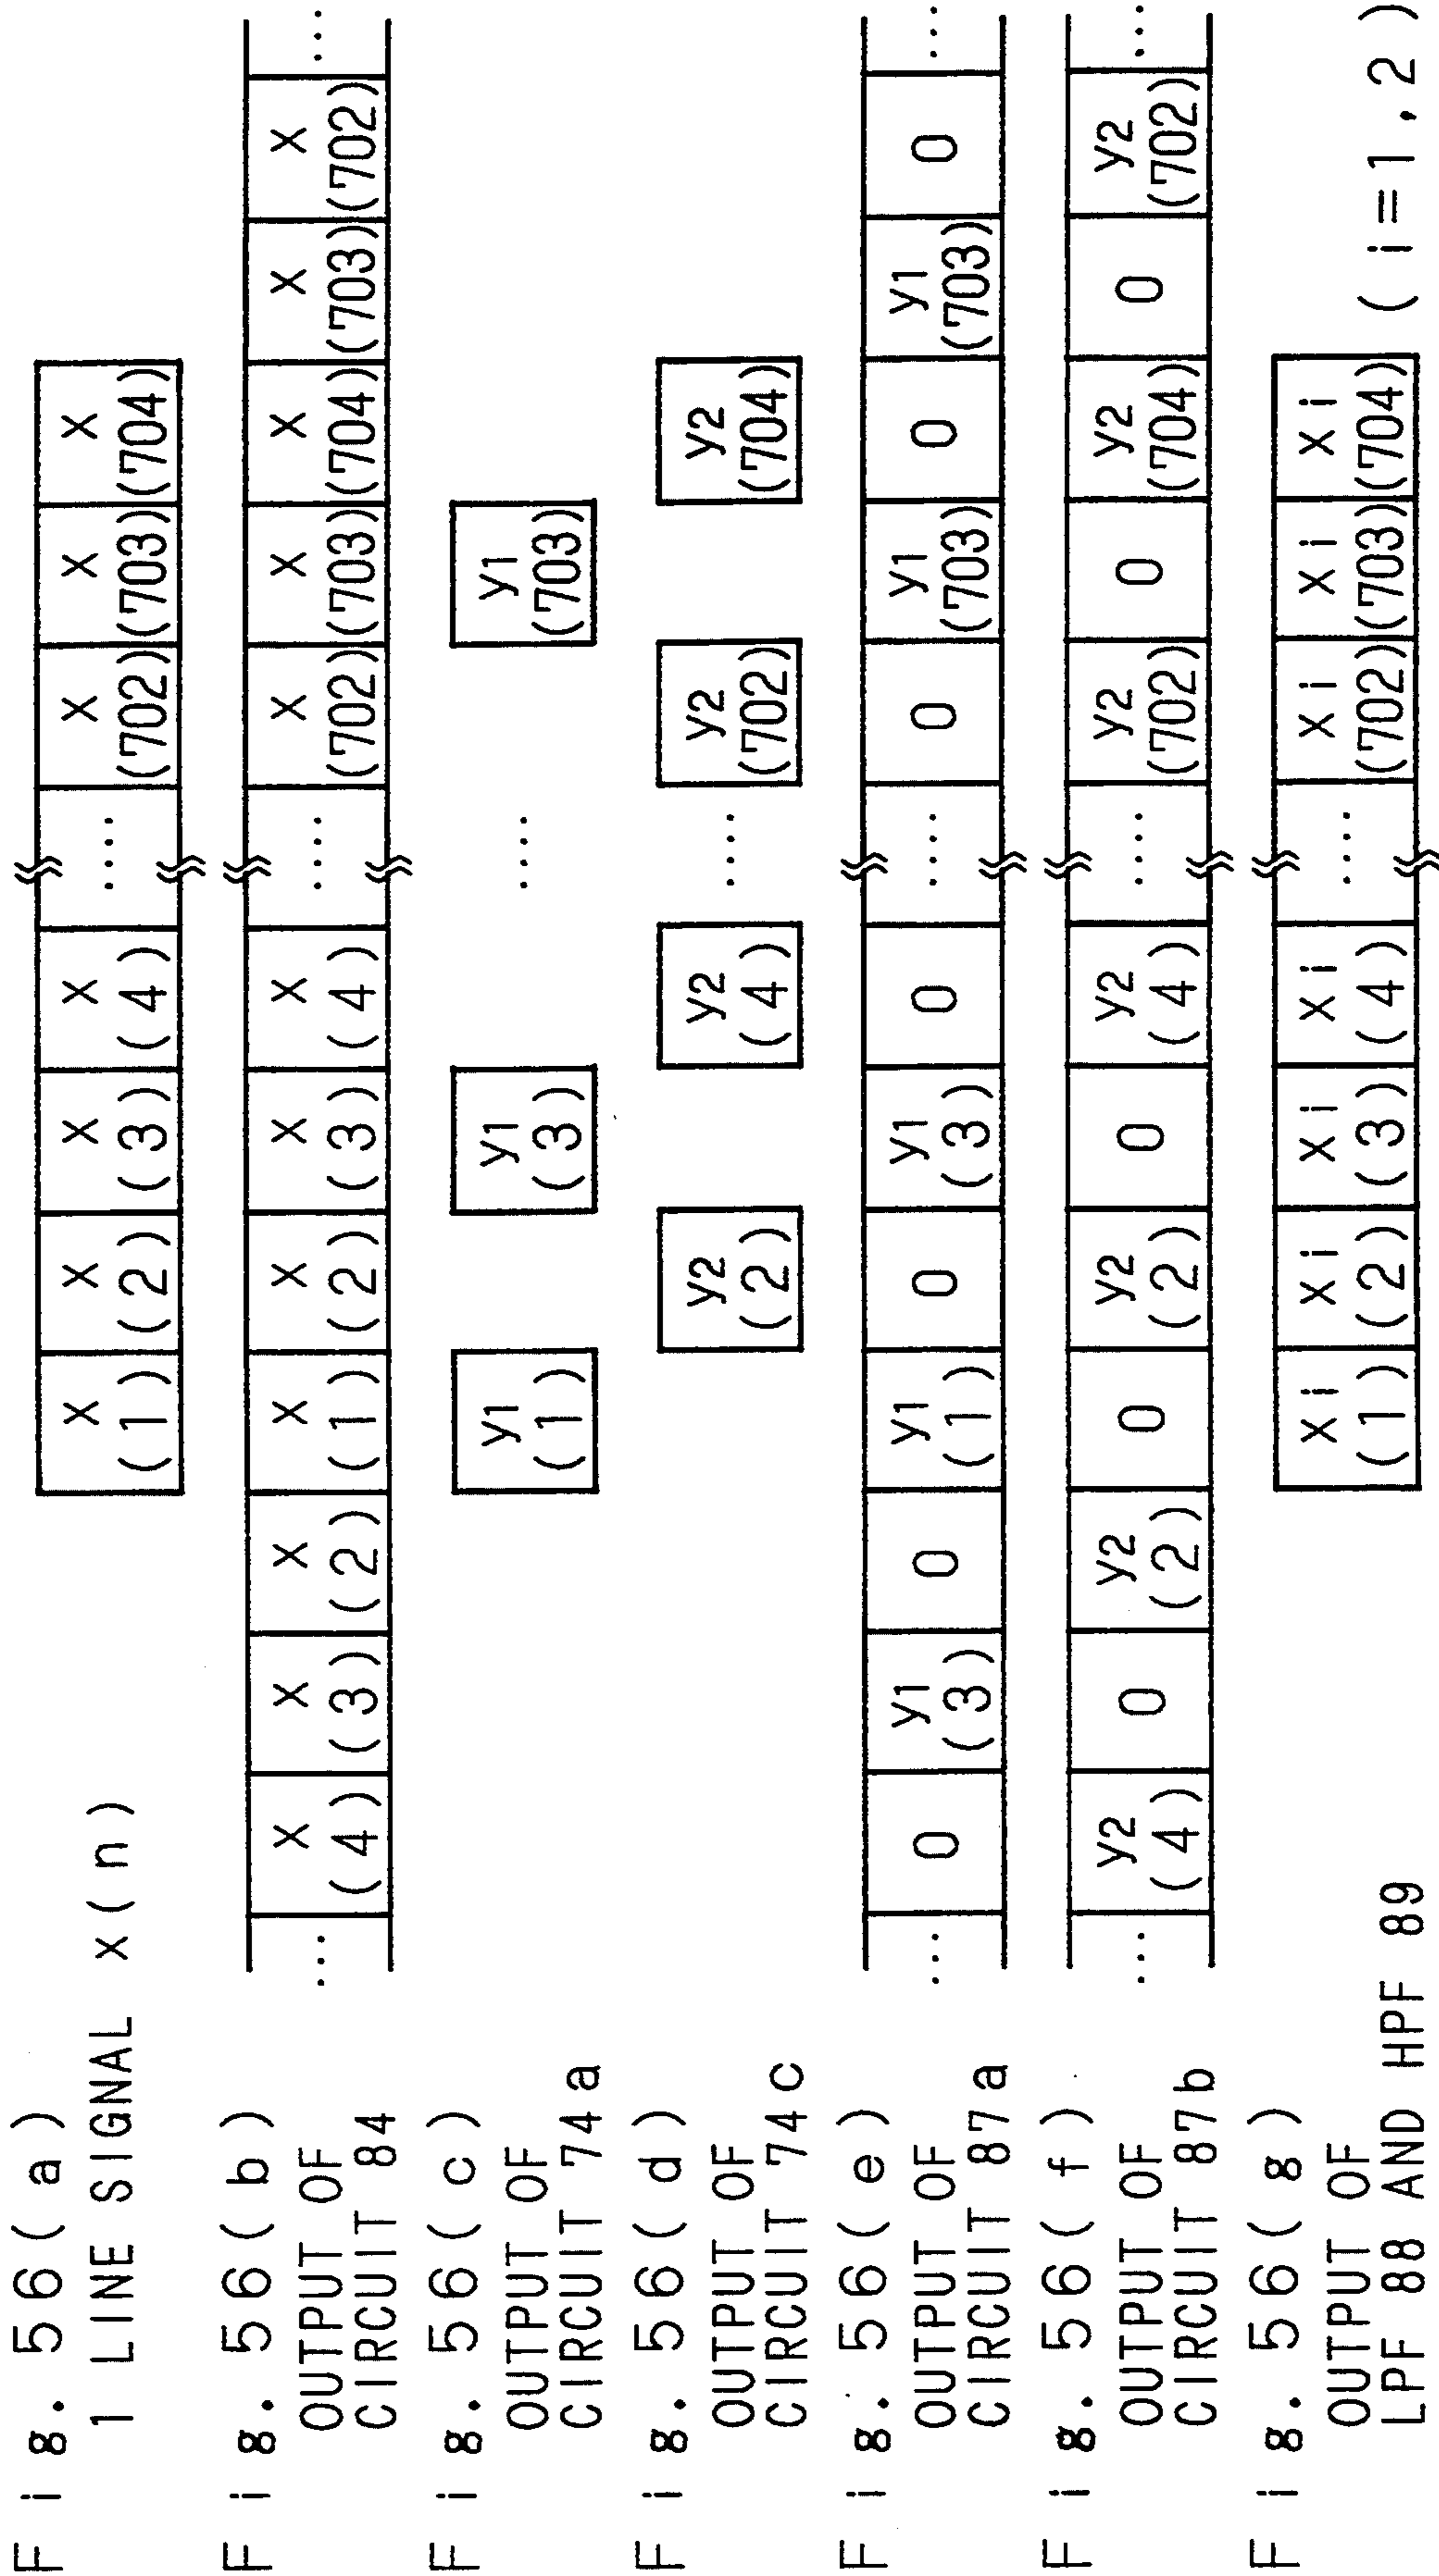 Fig. 56(a)
1 LINE SIGNAL x(n)
x (1) x (2) x (3) x (4) .... x (702) x (703) x (704)
Fig. 56(b)
OUTPUT OF
CIRCUIT 84
... x (4) x (3) x (2) x (1) x (2) x (3) x (4) .... x (702) x (703) x (704) x (703) x (702) ...
Fig. 56(c)
OUTPUT OF
CIRCUIT 74a
y1 (1) y1 (3) .... y1 (703)
Fig. 56(d)
OUTPUT OF
CIRCUIT 74c
y2 (2) y2 (4) .... y2 (702) y2 (704)
Fig. 56(e)
OUTPUT OF
CIRCUIT 87a
... 0 y1 (3) 0 y1 (1) 0 y1 (3) 0 .... 0 y1 (703) 0 y1 (703) 0 ...
Fig. 56(f)
OUTPUT OF
CIRCUIT 87b
... y2 (4) 0 y2 (2) 0 y2 (2) 0 y2 (4) .... y2 (702) 0 y2 (704) 0 y2 (702) ...
Fig. 56(g)
OUTPUT OF
LPF 88 AND HPF 89
xi (1) xi (2) xi (3) xi (4) .... xi (702) xi (703) xi (704) (i=1,2)